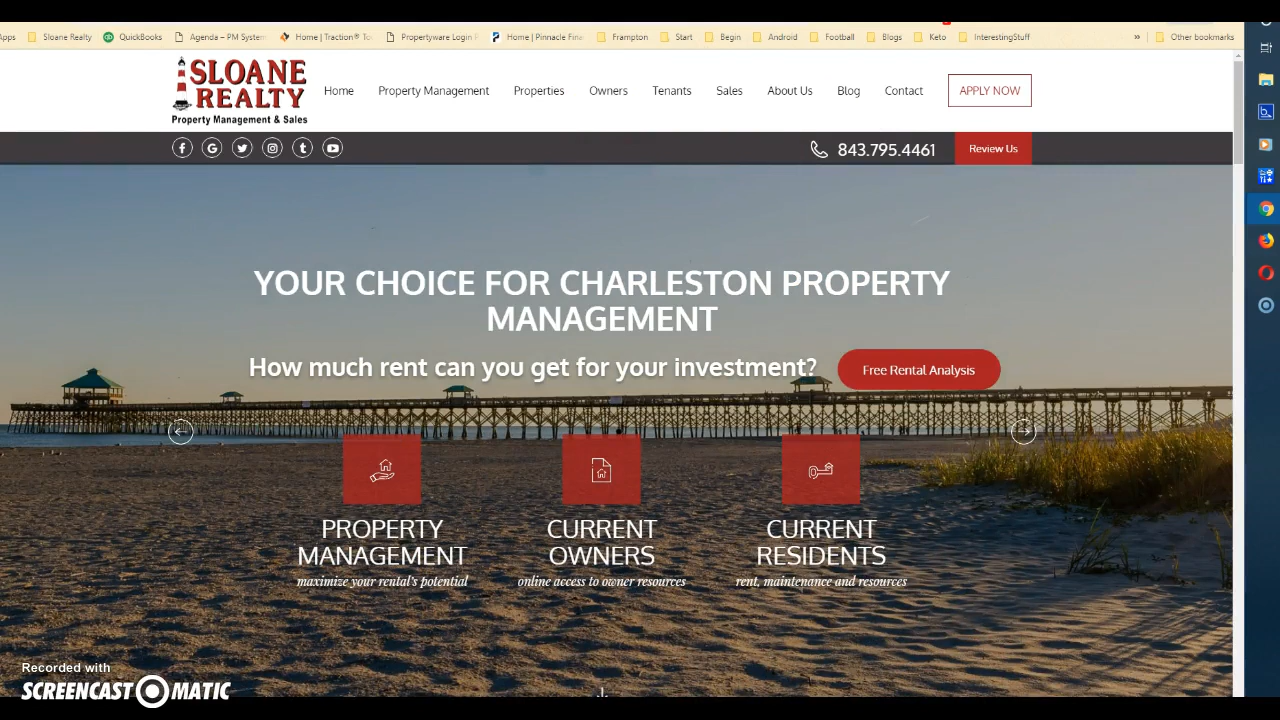 Apps Sloane Realty QuickBooks Agenda – PM System Home | Traction® To Propertyware Login P Home | Pinnacle Fina Frampton Start Begin Android Football Blogs Keto InterestingStuff » Other bookmarks
SLOANE
REALTY
Property Management & Sales
Home Property Management Properties Owners Tenants Sales About Us Blog Contact APPLY NOW
843.795.4461 Review Us
YOUR CHOICE FOR CHARLESTON PROPERTY
MANAGEMENT
How much rent can you get for your investment? Free Rental Analysis
PROPERTY
MANAGEMENT
maximize your rental's potential
CURRENT
OWNERS
online access to owner resources
CURRENT
RESIDENTS
rent, maintenance and resources
Recorded with
SCREENCAST MATIC